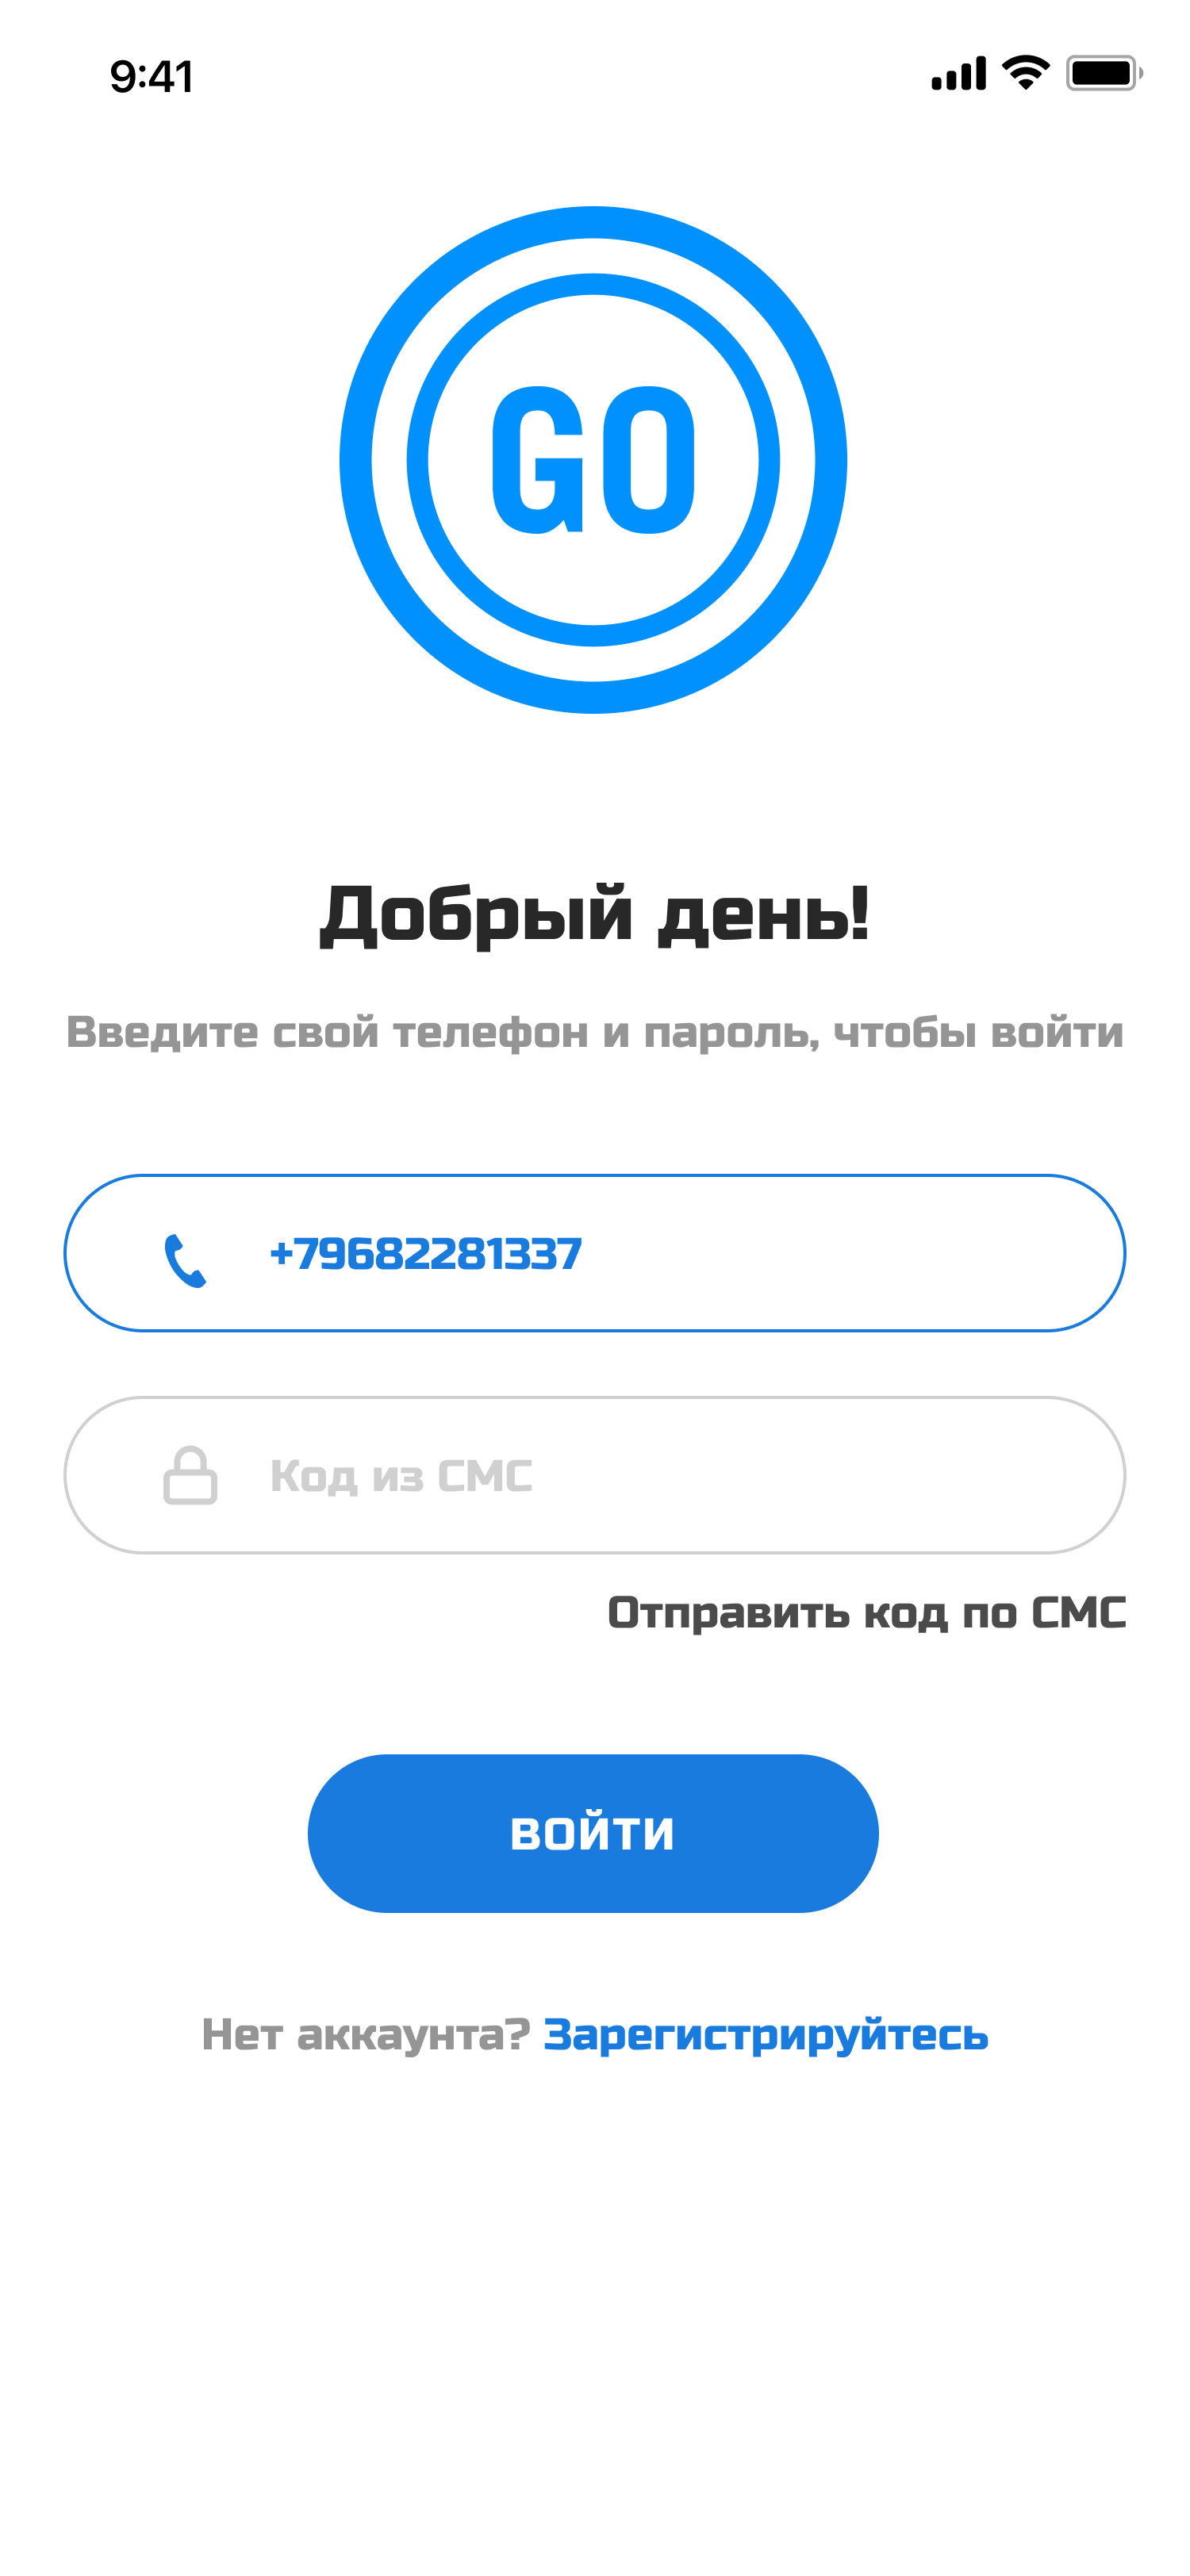 9:41
GO
Добрый день!
Введите свой телефон и пароль, чтобы войти
+79682281337
Код из СМС
Отправить код по СМС
ВОЙТИ
Нет аккаунта? Зарегистрируйтесь